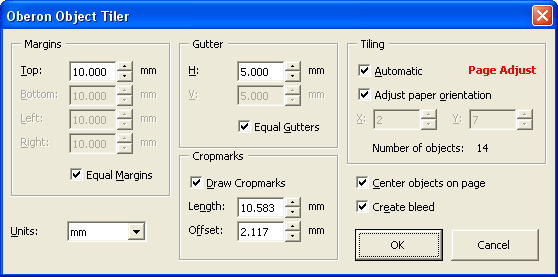 Oberon Object Tiler
Margins
Top: 10.000 mm
Bottom: 10.000 mm
Left: 10.000 mm
Right: 10.000 mm
Equal Margins
Units: mm
Gutter
H: 5.000 mm
V: 5.000 mm
Equal Gutters
Cropmarks
Draw Cropmarks
Length: 10.583 mm
Offset: 2.117 mm
Tiling
Automatic Page Adjust
Adjust paper orientation
X: 2 Y: 7
Number of objects: 14
Center objects on page
Create bleed
OK Cancel